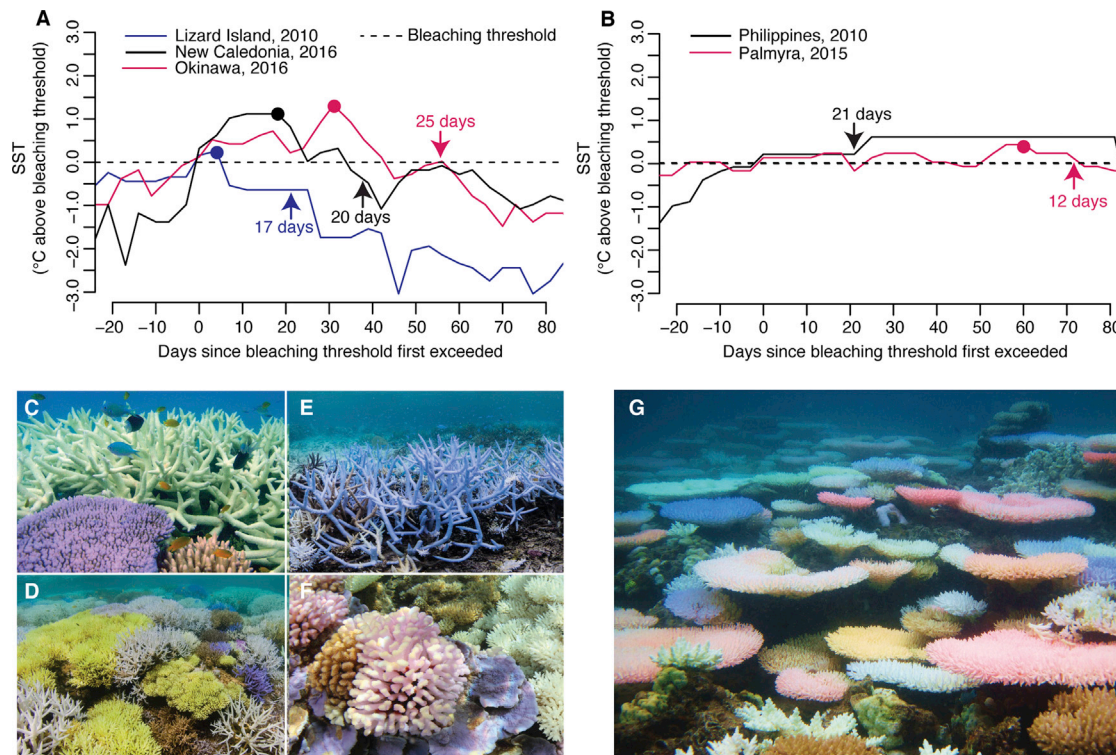 A
Lizard Island, 2010
New Caledonia, 2016
Okinawa, 2016
Bleaching threshold
SST
(°C above bleaching threshold)
3.0
2.0
1.0
0.0
−1.0
−2.0
−3.0
25 days
20 days
17 days
−20 −10 0 10 20 30 40 50 60 70 80
Days since bleaching threshold first exceeded
B
Philippines, 2010
Palmyra, 2015
SST
(°C above bleaching threshold)
3.0
2.0
1.0
0.0
−1.0
−2.0
−3.0
21 days
12 days
−20 −10 0 10 20 30 40 50 60 70 80
Days since bleaching threshold first exceeded
C
E
G
D
F